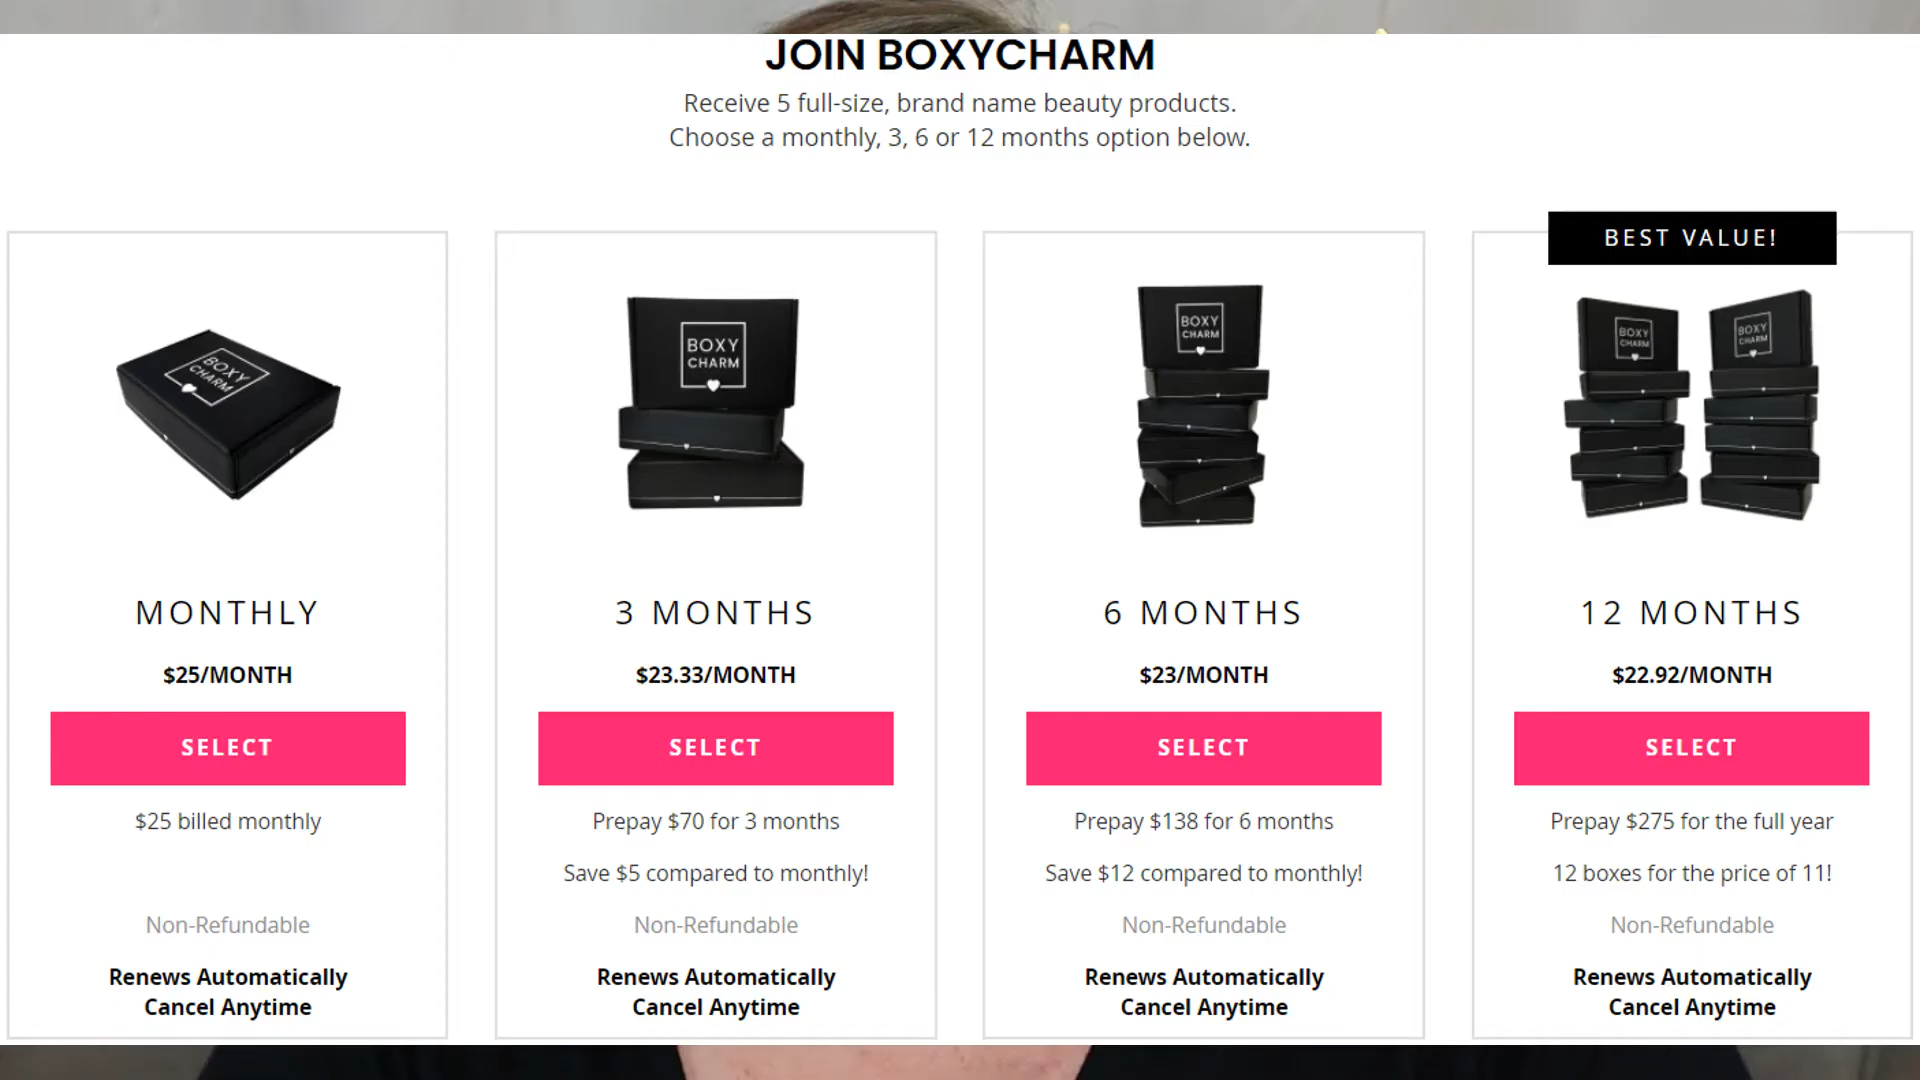 JOIN BOXYCHARM
Receive 5 full-size, brand name beauty products.
Choose a monthly, 3, 6 or 12 months option below.
BOXY
CHARM
MONTHLY
$25/MONTH
SELECT
$25 billed monthly
Non-Refundable
Renews Automatically
Cancel Anytime
BOXY
CHARM
3 MONTHS
$23.33/MONTH
SELECT
Prepay $70 for 3 months
Save $5 compared to monthly!
Non-Refundable
Renews Automatically
Cancel Anytime
BOXY
CHARM
6 MONTHS
$23/MONTH
SELECT
Prepay $138 for 6 months
Save $12 compared to monthly!
Non-Refundable
Renews Automatically
Cancel Anytime
BEST VALUE!
BOXY
CHARM
BOXY
CHARM
12 MONTHS
$22.92/MONTH
SELECT
Prepay $275 for the full year
12 boxes for the price of 11!
Non-Refundable
Renews Automatically
Cancel Anytime